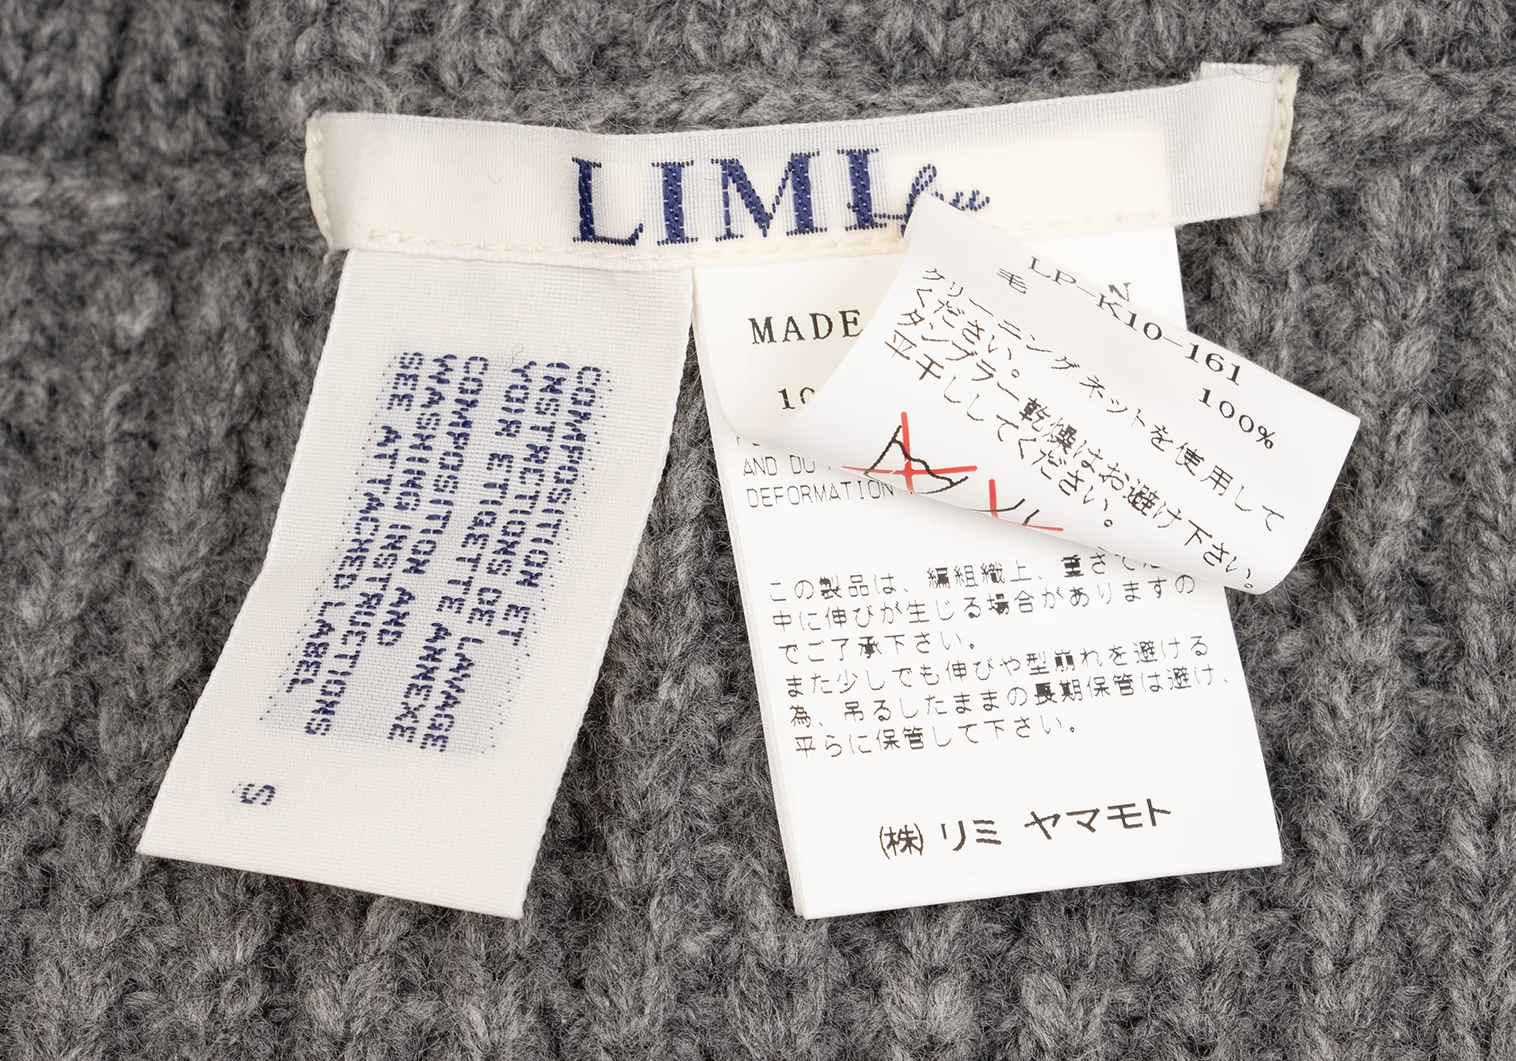 LIMI feu
COMPOSITION ET
INSTRUCTIONS DE LAVAGE
VOIR ETIQETTE ANNEXE
COMPOSITION AND
WASHING INSTRUCTIONS
SEE ATTACHED LABEL
S
MADE
AND
DEFORMATION
この製品は、編組織上、重さで
中に伸びが生じる場合がありますの
でご了承下さい。
また少しでも伸びや型崩れを避ける
為、吊るしたままの長期保管は避け、
平らに保管して下さい。
㈱ リミ ヤマモト
LP-K10-161
毛 100%
クリーニングネットを使用して
ください。
タンブラー乾燥はお避け下さい。
平干ししてください。